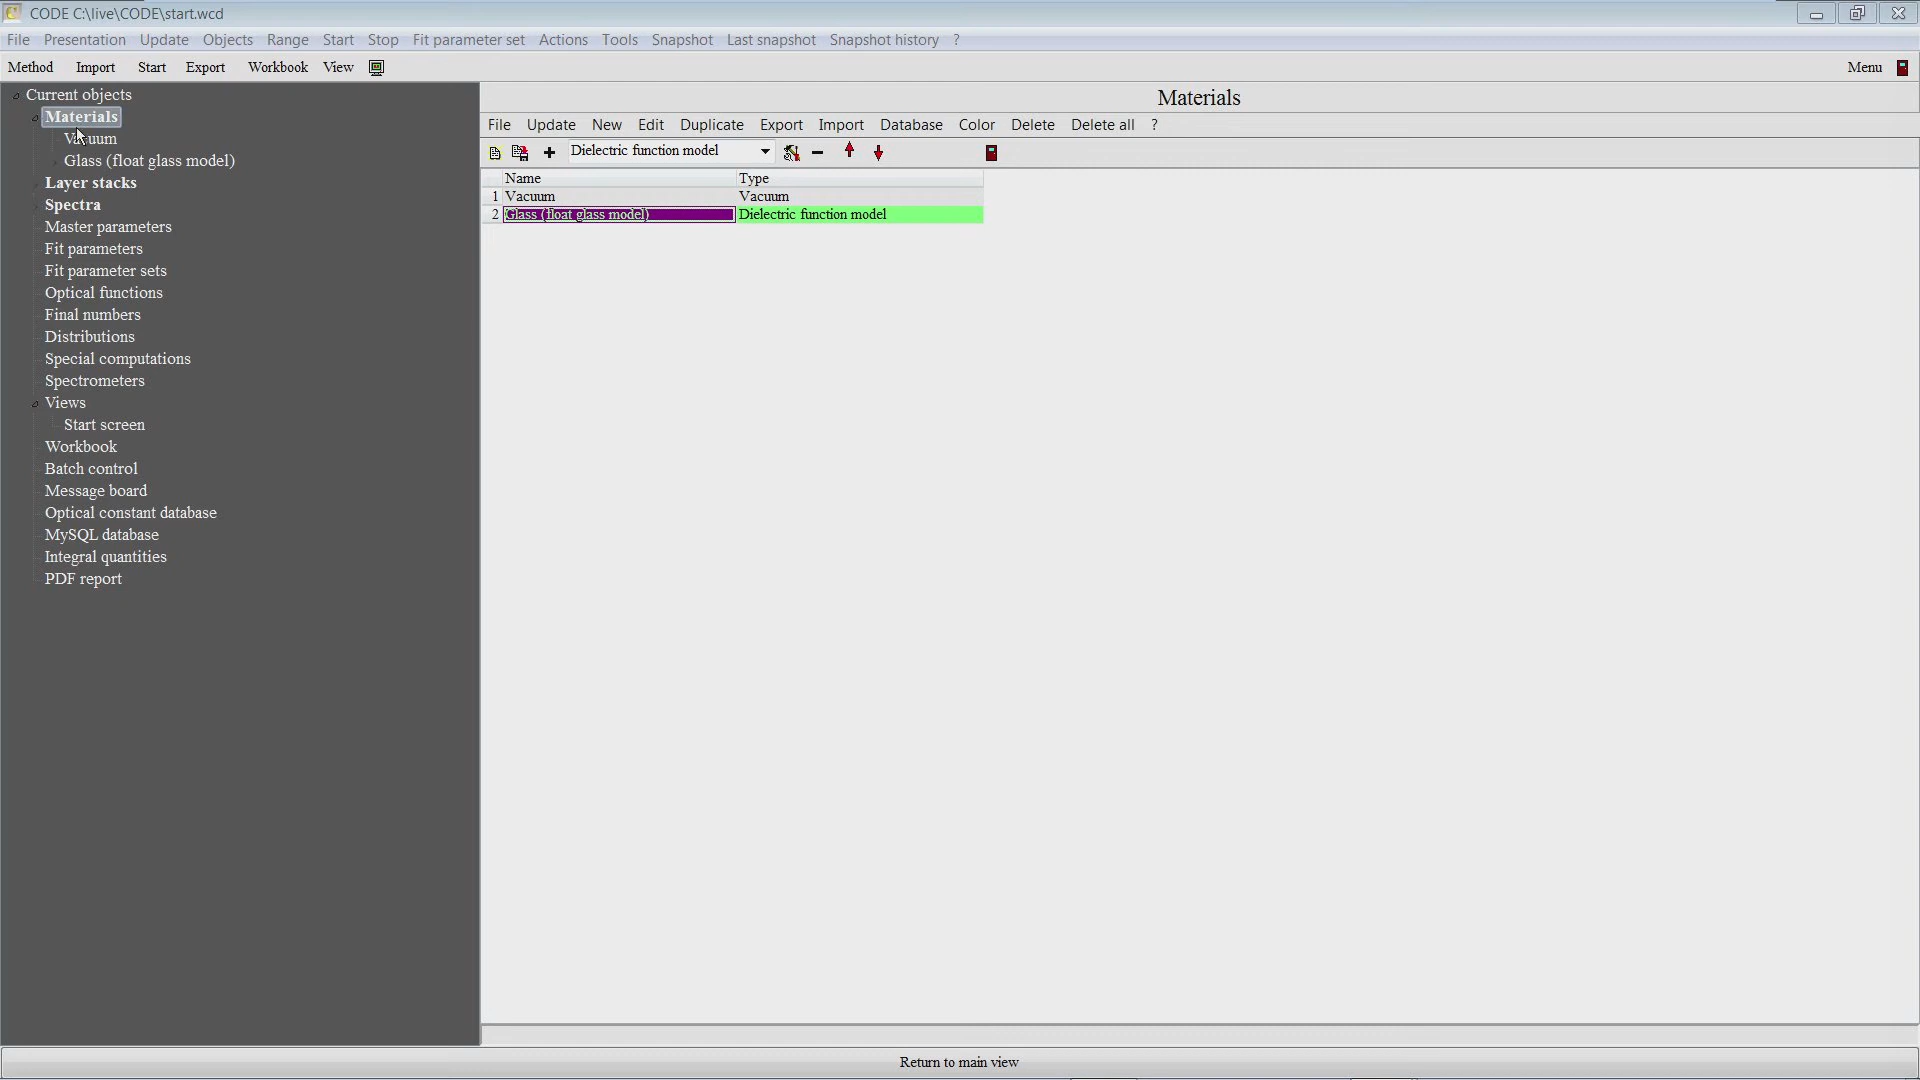 CODE C:\live\CODE\start.wcd
File Presentation Update Objects Range Start Stop Fit parameter set Actions Tools Snapshot Last snapshot Snapshot history ?
Method Import Start Export Workbook View Menu
Current objects
Materials
Vacuum
Glass (float glass model)
Layer stacks
Spectra
Master parameters
Fit parameters
Fit parameter sets
Optical functions
Final numbers
Distributions
Special computations
Spectrometers
Views
Start screen
Workbook
Batch control
Message board
Optical constant database
MySQL database
Integral quantities
PDF report
Materials
File Update New Edit Duplicate Export Import Database Color Delete Delete all ?
Dielectric function model
Name Type
1 Vacuum Vacuum
2 Glass (float glass model) Dielectric function model
Return to main view